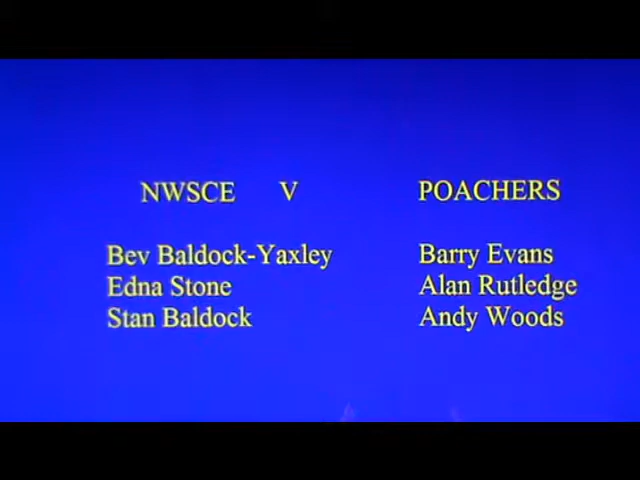 NWSCE V POACHERS
Bev Baldock-Yaxley Barry Evans
Edna Stone Alan Rutledge
Stan Baldock Andy Woods